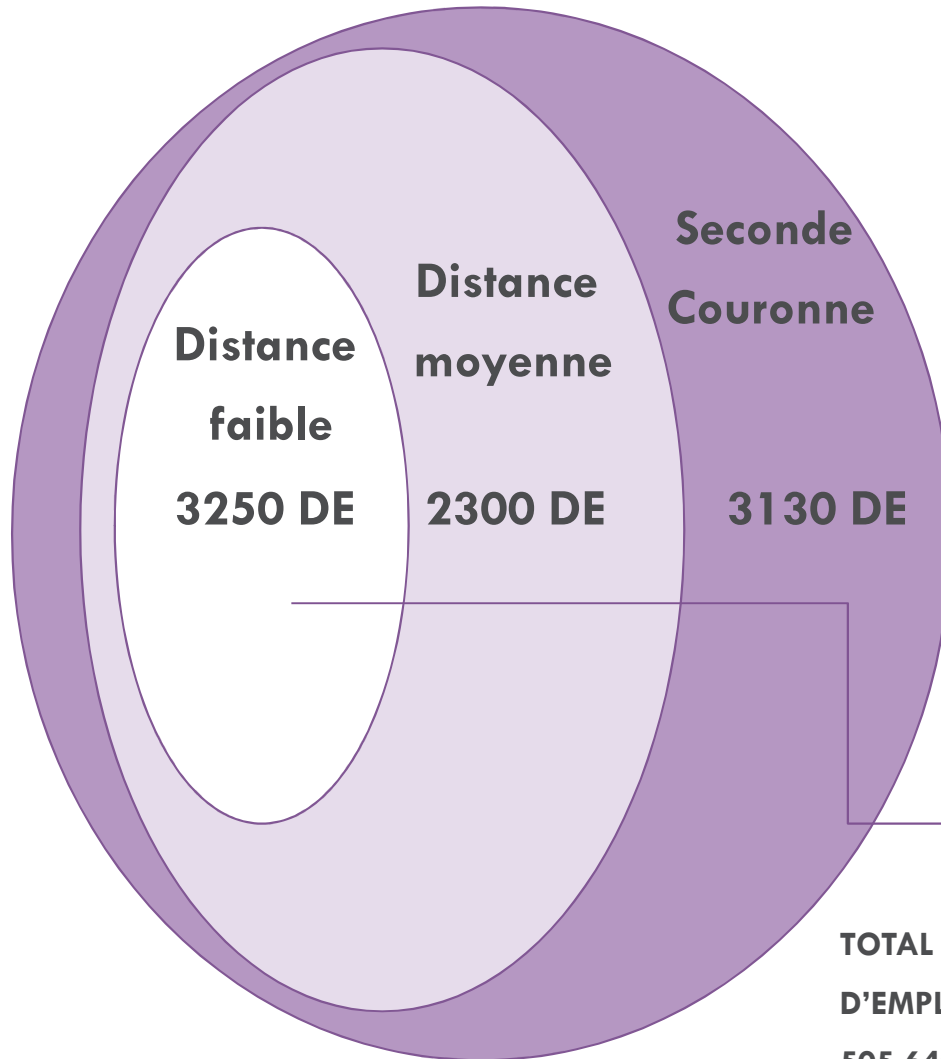 Seconde
Couronne
Distance
moyenne
Distance
faible
3250 DE
2300 DE
3130 DE
TOTAL